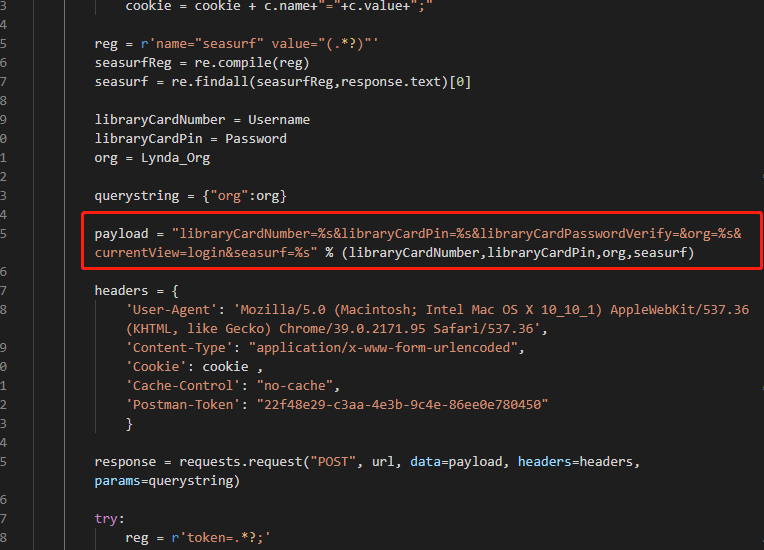 3 cookie = cookie + c.name+"="+c.value+";"
4
5 reg = r'name="seasurf" value="(.*?)"'
6 seasurfReg = re.compile(reg)
7 seasurf = re.findall(seasurfReg,response.text)[0]
8
9 libraryCardNumber = Username
0 libraryCardPin = Password
1 org = Lynda_Org
2
3 querystring = {"org":org}
4
5 payload = "libraryCardNumber=%s&libraryCardPin=%s&libraryCardPasswordVerify=&org=%s&
currentView=login&seasurf=%s" % (libraryCardNumber,libraryCardPin,org,seasurf)
6
7 headers = {
8 'User-Agent': 'Mozilla/5.0 (Macintosh; Intel Mac OS X 10_10_1) AppleWebKit/537.36
(KHTML, like Gecko) Chrome/39.0.2171.95 Safari/537.36',
9 'Content-Type': "application/x-www-form-urlencoded",
0 'Cookie': cookie ,
1 'Cache-Control': "no-cache",
2 'Postman-Token': "22f48e29-c3aa-4e3b-9c4e-86ee0e780450"
3 }
4
5 response = requests.request("POST", url, data=payload, headers=headers,
params=querystring)
6
7 try:
8 reg = r'token=.*?;'